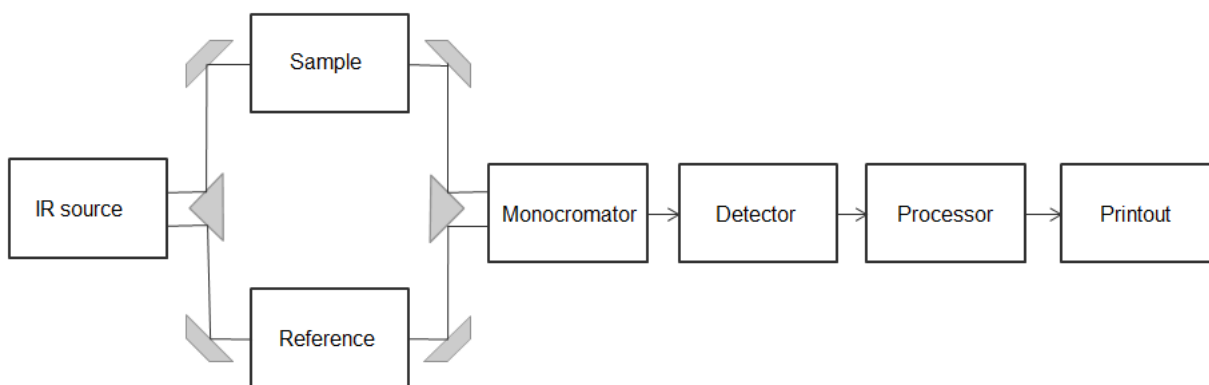 Sample
IR source
Monocromator
Detector
Processor
Printout
Reference